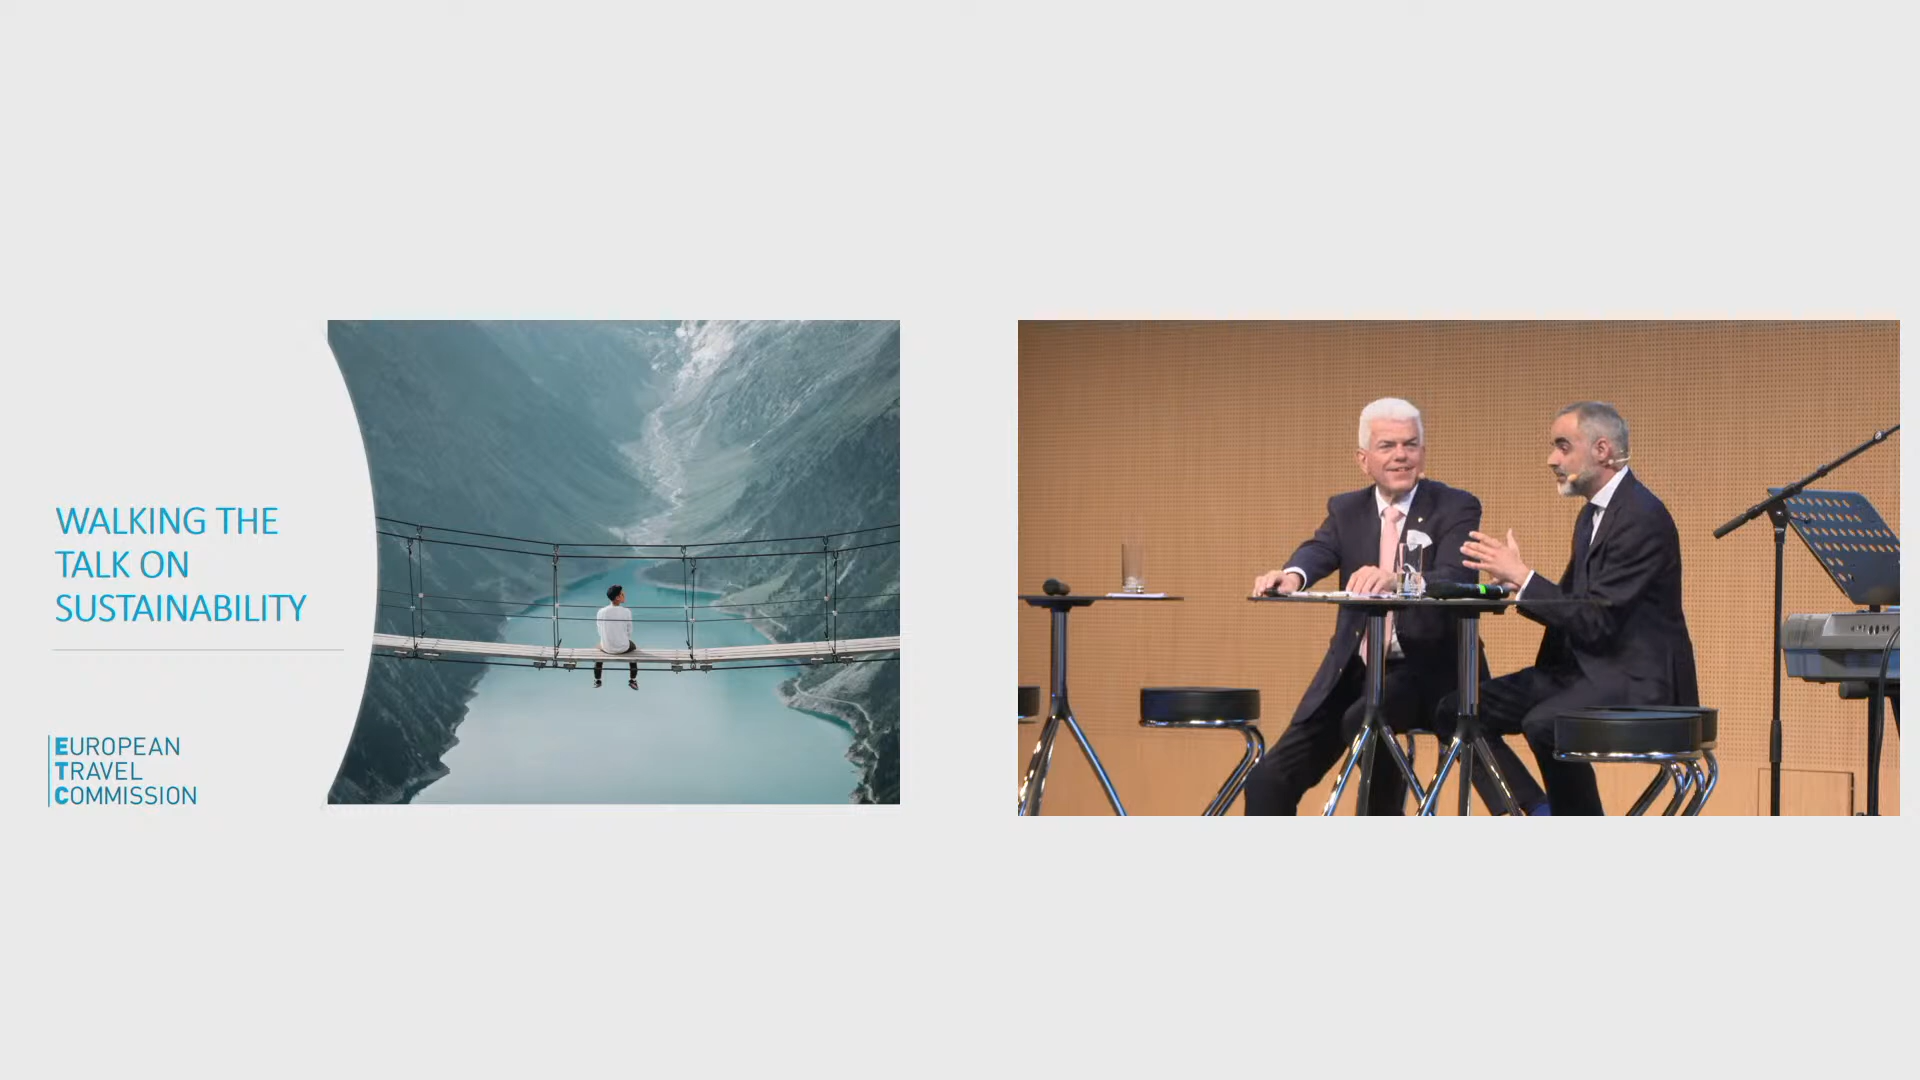 WALKING THE
TALK ON
SUSTAINABILITY
EUROPEAN
TRAVEL
COMMISSION